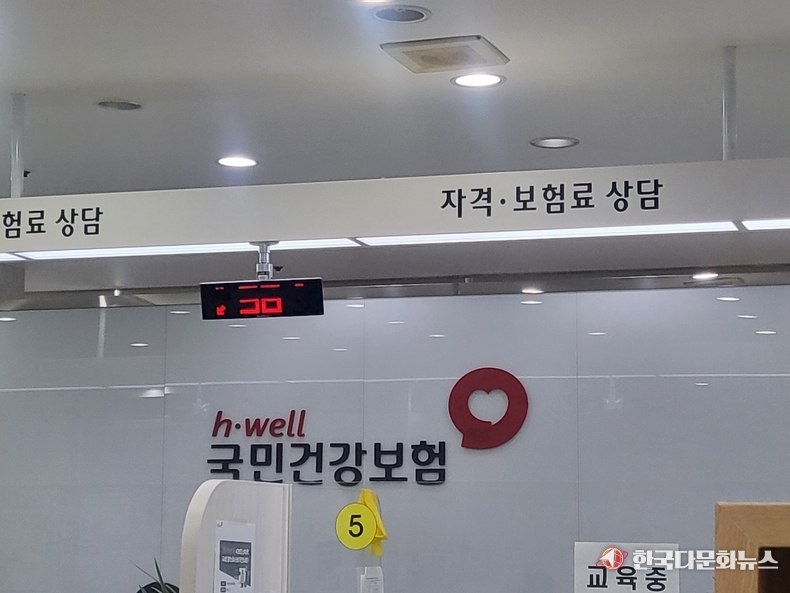 험료 상담
자격·보험료 상담
h·well
국민건강보험
5
교육중
한국다문화뉴스